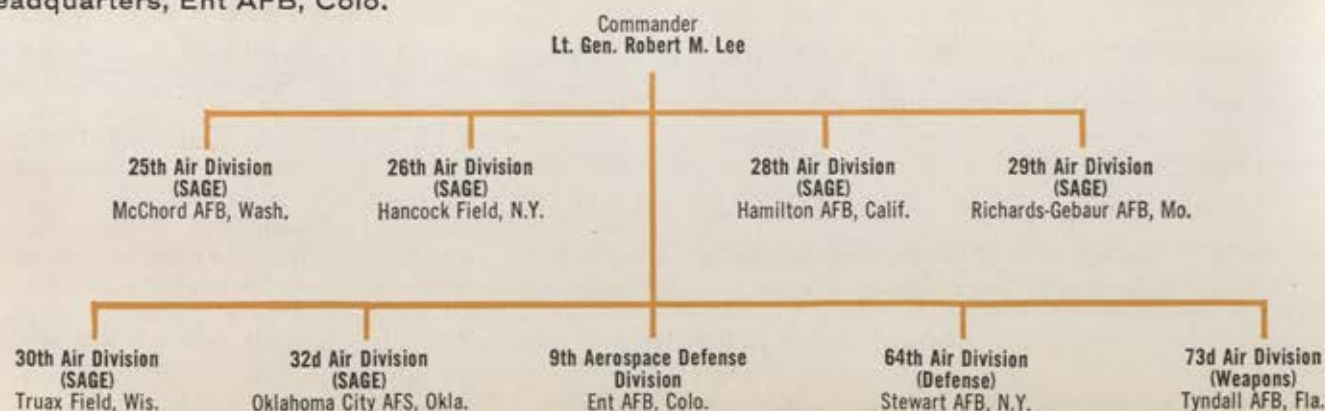 Headquarters, Ent AFB, Colo.
Commander
Lt. Gen. Robert M. Lee
25th Air Division
(SAGE)
McChord AFB, Wash.
26th Air Division
(SAGE)
Hancock Field, N.Y.
28th Air Division
(SAGE)
Hamilton AFB, Calif.
29th Air Division
(SAGE)
Richards-Gebaur AFB, Mo.
30th Air Division
(SAGE)
Truax Field, Wis.
32d Air Division
(SAGE)
Oklahoma City AFS, Okla.
9th Aerospace Defense
Division
Ent AFB, Colo.
64th Air Division
(Defense)
Stewart AFB, N.Y.
73d Air Division
(Weapons)
Tyndall AFB, Fla.